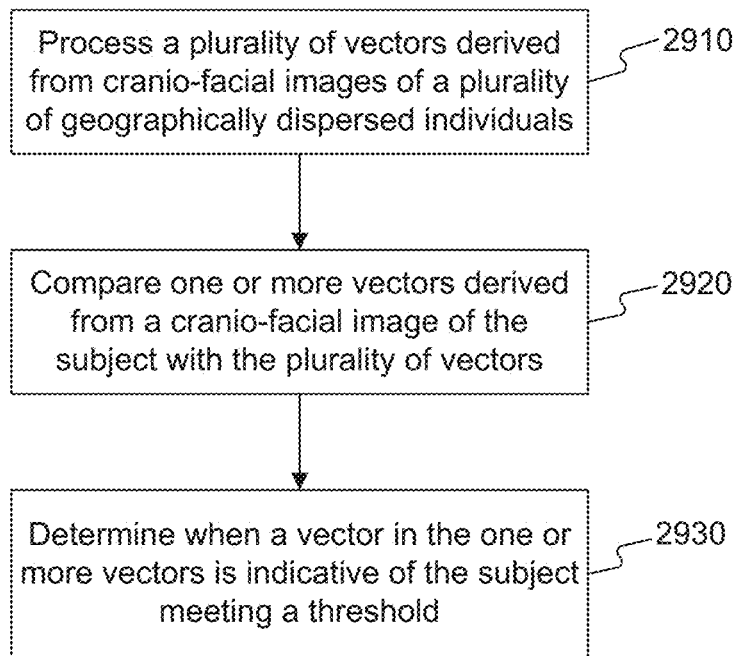 Process a plurality of vectors derived
from cranio-facial images of a plurality
of geographically dispersed individuals
2910
Compare one or more vectors derived
from a cranio-facial image of the
subject with the plurality of vectors
2920
Determine when a vector in the one or
more vectors is indicative of the subject
meeting a threshold
2930